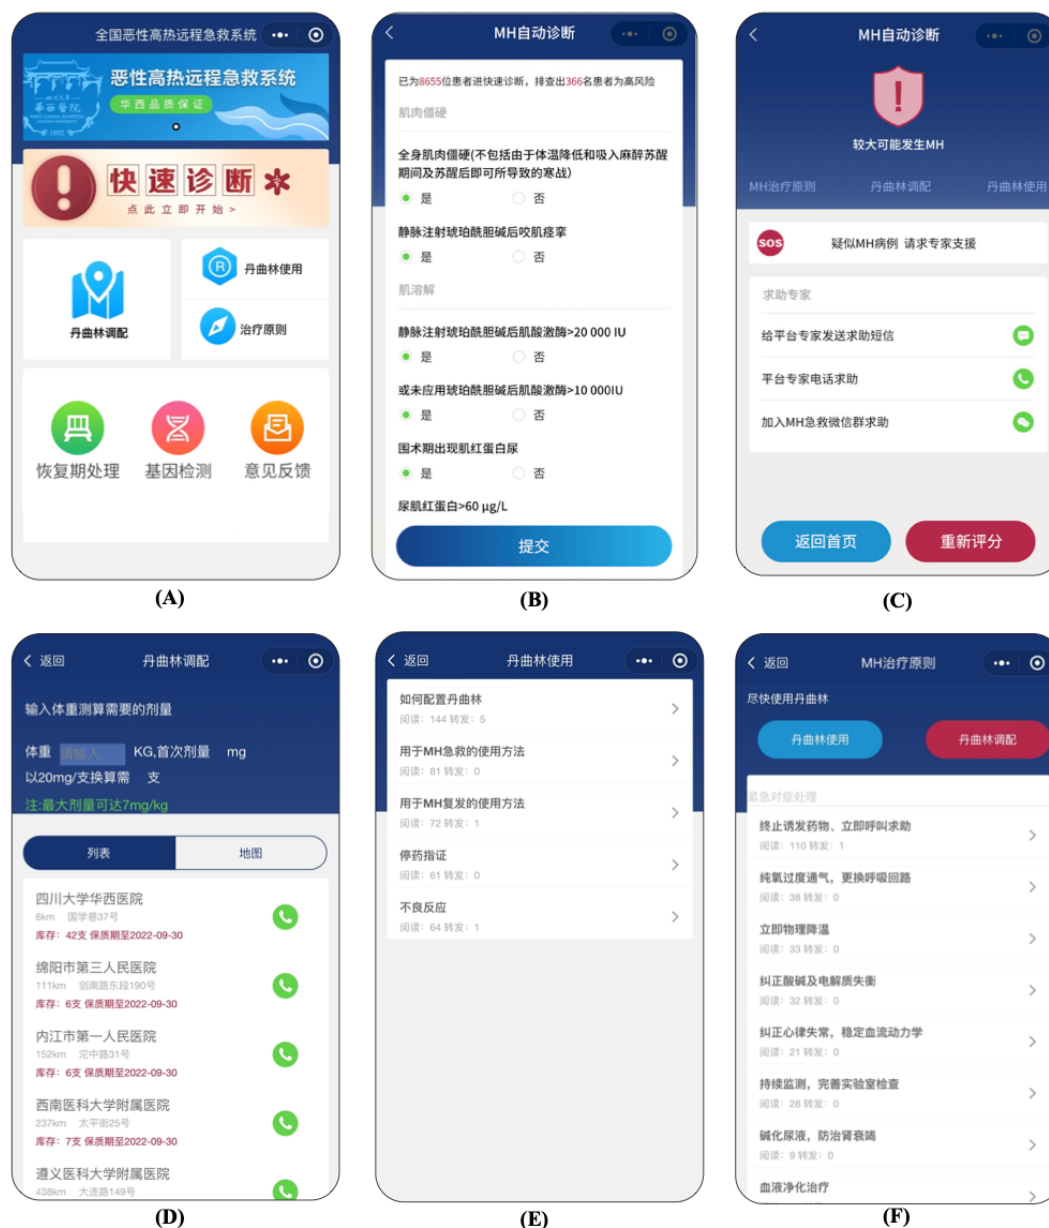 全国恶性高热远程急救系统
恶性高热远程急救系统
华西品质保证
華西醫院
1892
快速诊断
点此立即开始>
丹曲林调配
丹曲林使用
治疗原则
恢复期处理
基因检测
意见反馈
(A)
MH自动诊断
已为8655位患者进快速诊断，排查出366名患者为高风险
肌肉僵硬
全身肌肉僵硬(不包括由于体温降低和吸入麻醉苏醒
期间及苏醒后即可所导致的寒战)
是 否
静脉注射琥珀酰胆碱后咬肌痉挛
是 否
肌溶解
静脉注射琥珀酰胆碱后肌酸激酶>20 000 IU
是 否
或未应用琥珀酰胆碱后肌酸激酶>10 000IU
是 否
围术期出现肌红蛋白尿
是 否
尿肌红蛋白>60 μg/L
提交
(B)
MH自动诊断
较大可能发生MH
MH治疗原则 丹曲林调配 丹曲林使用
SOS 疑似MH病例 请求专家支援
求助专家
给平台专家发送求助短信
平台专家电话求助
加入MH急救微信群求助
返回首页 重新评分
(C)
返回 丹曲林调配
输入体重测算需要的剂量
体重 请输入 KG,首次剂量 mg
以20mg/支换算需 支
注:最大剂量可达7mg/kg
列表 地图
四川大学华西医院
6km 国学巷37号
库存：42支 保质期至2022-09-30
绵阳市第三人民医院
111km 剑南路东段190号
库存：6支 保质期至2022-09-30
内江市第一人民医院
152km 沱中路31号
库存：6支 保质期至2022-09-30
西南医科大学附属医院
237km 太平街25号
库存：7支 保质期至2022-09-30
遵义医科大学附属医院
438km 大连路149号
(D)
返回 丹曲林使用
如何配置丹曲林
阅读：144 转发：5
用于MH急救的使用方法
阅读：81 转发：0
用于MH复发的使用方法
阅读：72 转发：1
停药指证
阅读：61 转发：0
不良反应
阅读：64 转发：1
(E)
返回 MH治疗原则
尽快使用丹曲林
丹曲林使用 丹曲林调配
紧急对症处理
终止诱发药物、立即呼叫求助
阅读：110 转发：1
纯氧过度通气，更换呼吸回路
阅读：38 转发：0
立即物理降温
阅读：33 转发：0
纠正酸碱及电解质失衡
阅读：32 转发：0
纠正心律失常，稳定血流动力学
阅读：21 转发：0
持续监测，完善实验室检查
阅读：28 转发：0
碱化尿液，防治肾衰竭
阅读：9 转发：0
血液净化治疗
(F)